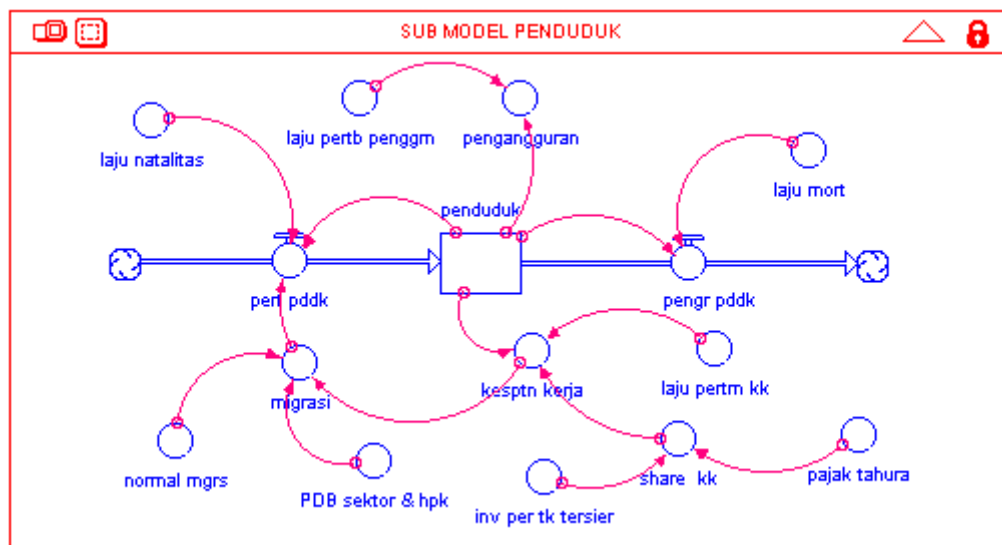 SUB MODEL PENDUDUK
laju pertb penggrn
pengangguran
laju natalitas
laju mort
penduduk
pert pddk
pengr pddk
migrasi
kesptn kerja
laju pertm kk
normal mgrs
PDB sektor & hpk
share kk
pajak tahura
inv per tk tersier